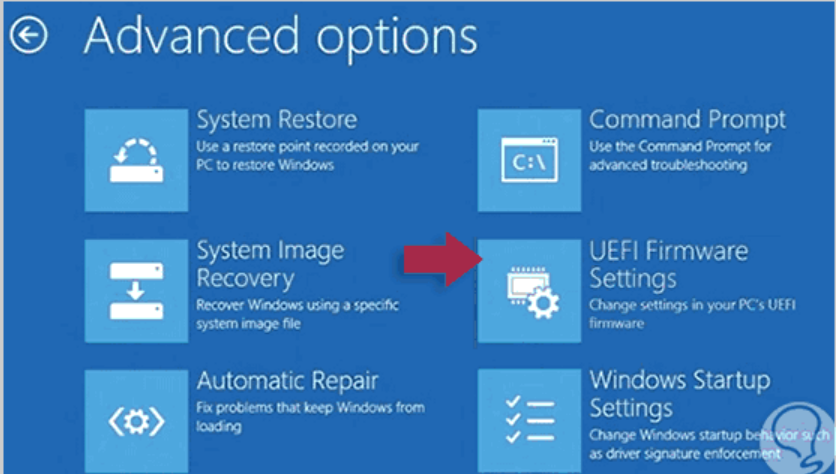 Advanced options
System Restore
Use a restore point recorded on your
PC to restore Windows
Command Prompt
Use the Command Prompt for
advanced troubleshooting
C:\
System Image
Recovery
Recover Windows using a specific
system image file
UEFI Firmware
Settings
Change settings in your PC's UEFI
firmware
Automatic Repair
Fix problems that keep Windows from
loading
Windows Startup
Settings
Change Windows startup behavior such
as driver signature enforcement